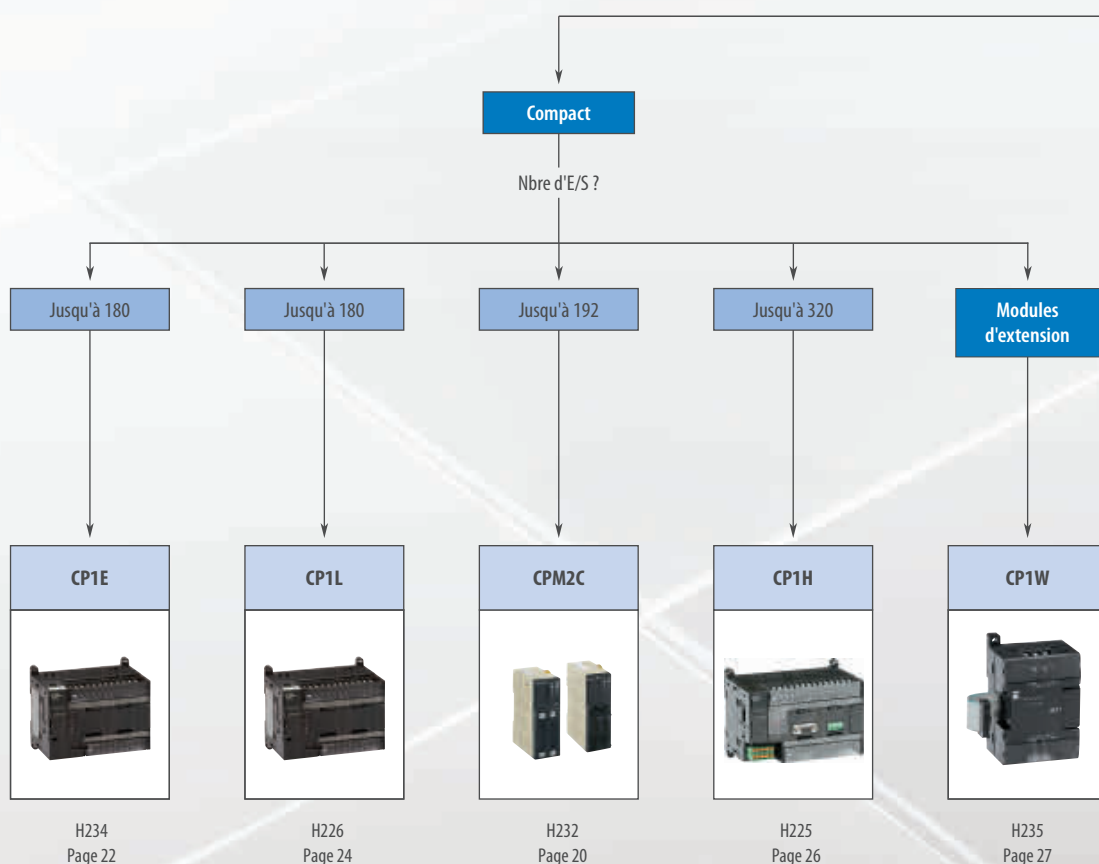 Compact
Nbre d'E/S ?
Jusqu'à 180
Jusqu'à 180
Jusqu'à 192
Jusqu'à 320
Modules
d'extension
CP1E
CP1L
CPM2C
CP1H
CP1W
H234
Page 22
H226
Page 24
H232
Page 20
H225
Page 26
H235
Page 27